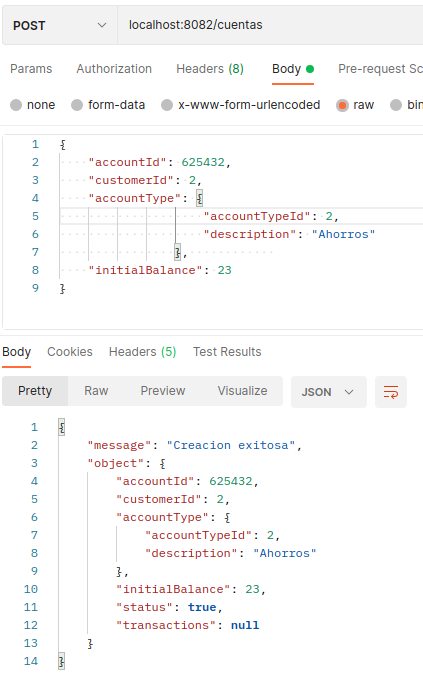 POST localhost:8082/cuentas
Params Authorization Headers (8) Body Pre-request Sc
none form-data x-www-form-urlencoded raw bin
1 {
2 "accountId": 625432,
3 "customerId": 2,
4 "accountType": {
5 "accountTypeId": 2,
6 "description": "Ahorros"
7 },
8 "initialBalance": 23
9 }
Body Cookies Headers (5) Test Results
Pretty Raw Preview Visualize JSON
1 {
2 "message": "Creacion exitosa",
3 "object": {
4 "accountId": 625432,
5 "customerId": 2,
6 "accountType": {
7 "accountTypeId": 2,
8 "description": "Ahorros"
9 },
10 "initialBalance": 23,
11 "status": true,
12 "transactions": null
13 }
14 }